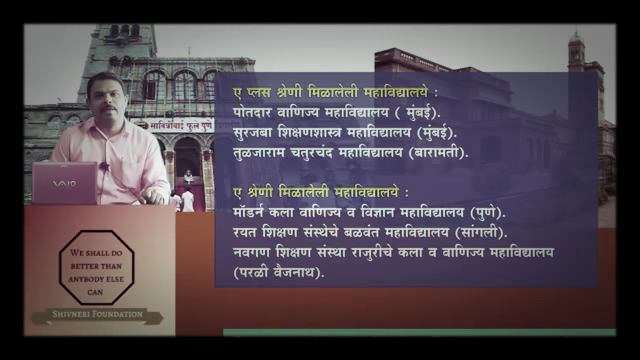 ए प्लस श्रेणी मिळालेली महाविद्यालये :
पोतदार वाणिज्य महाविद्यालय ( मुंबई).
सुरजबा शिक्षणशास्त्र महाविद्यालय (मुंबई).
तुळजाराम चतुरचंद महाविद्यालय (बारामती).
ए श्रेणी मिळालेली महाविद्यालये :
मॉडर्न कला वाणिज्य व विज्ञान महाविद्यालय (पुणे).
रयत शिक्षण संस्थेचे बळवंत महाविद्यालय (सांगली).
नवगण शिक्षण संस्था राजुरीचे कला व वाणिज्य महाविद्यालय
(परळी वैजनाथ).
सावित्रीबाई फुले पुणे
VAIO
WE SHALL DO
BETTER THAN
ANYBODY ELSE
CAN
SHIVNERI FOUNDATION